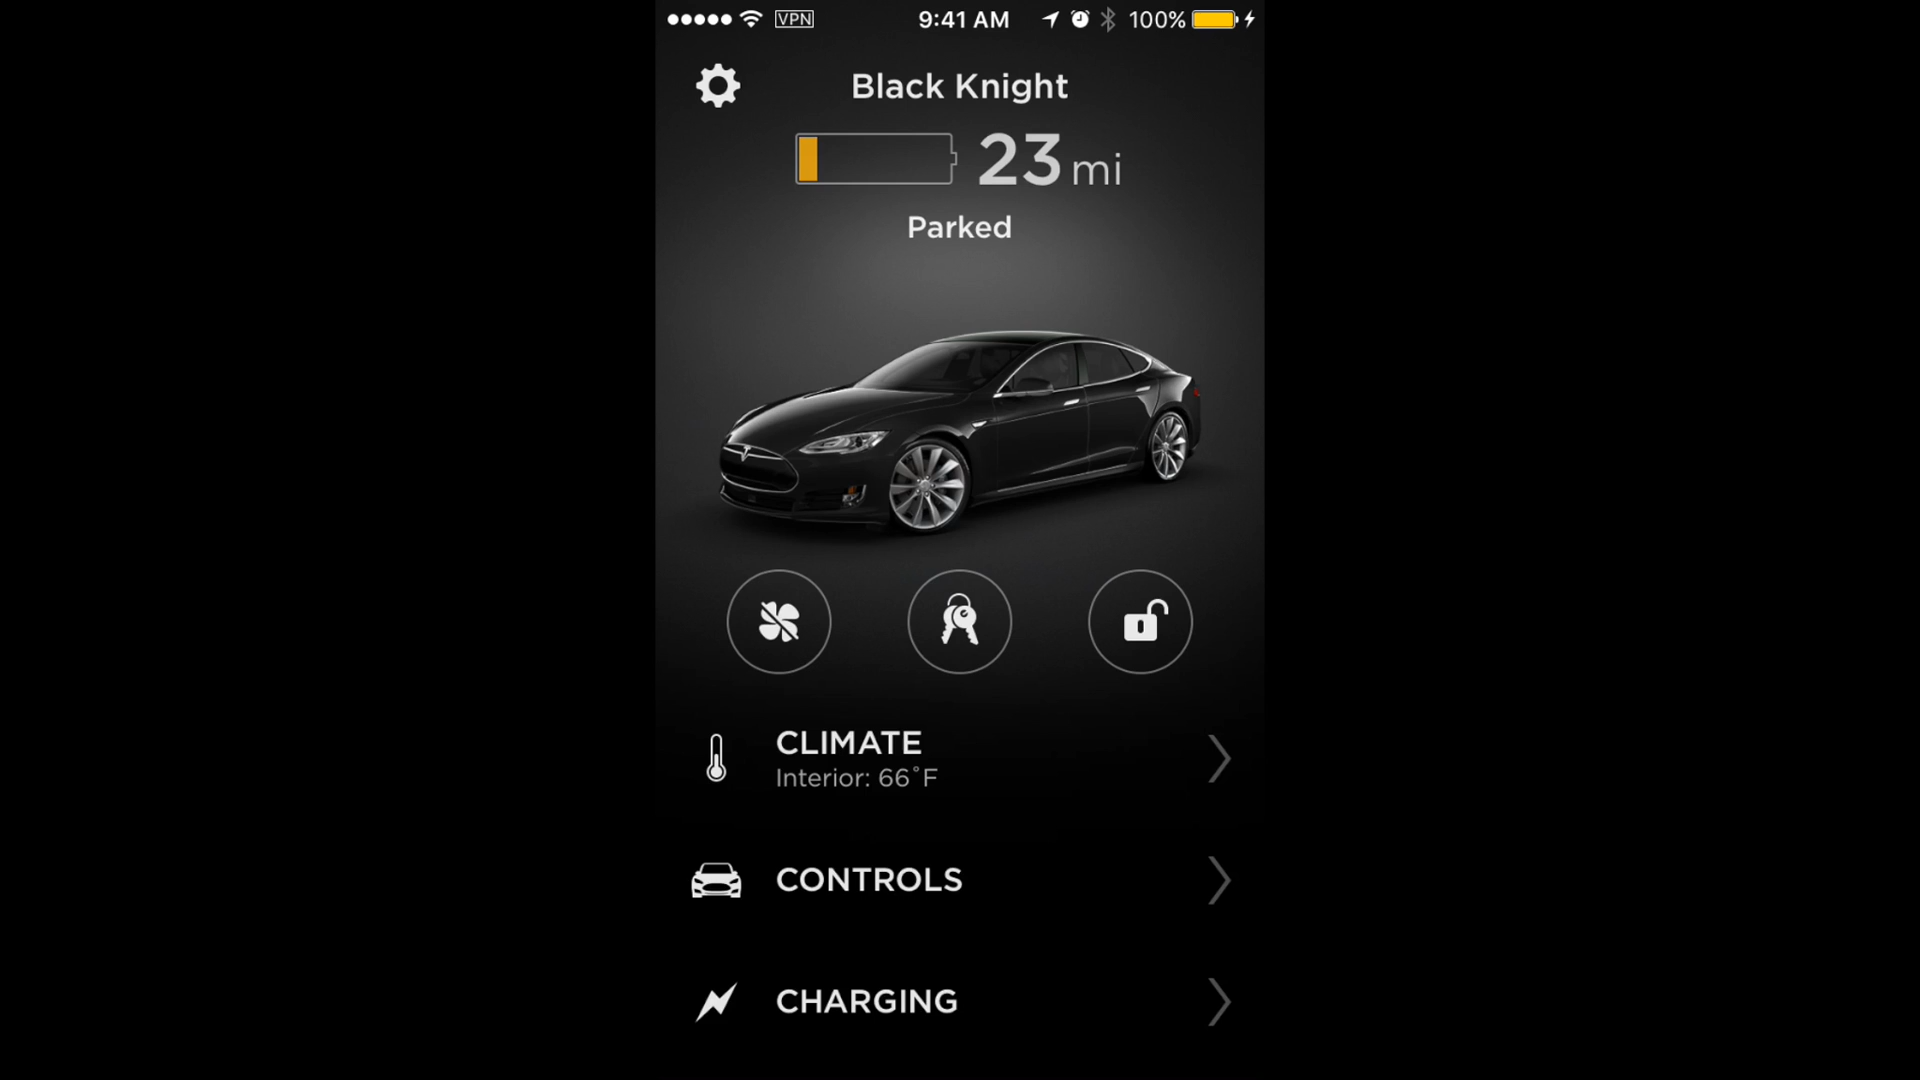 VPN 9:41 AM 100%
Black Knight
23 mi
Parked
CLIMATE
Interior: 66°F
CONTROLS
CHARGING